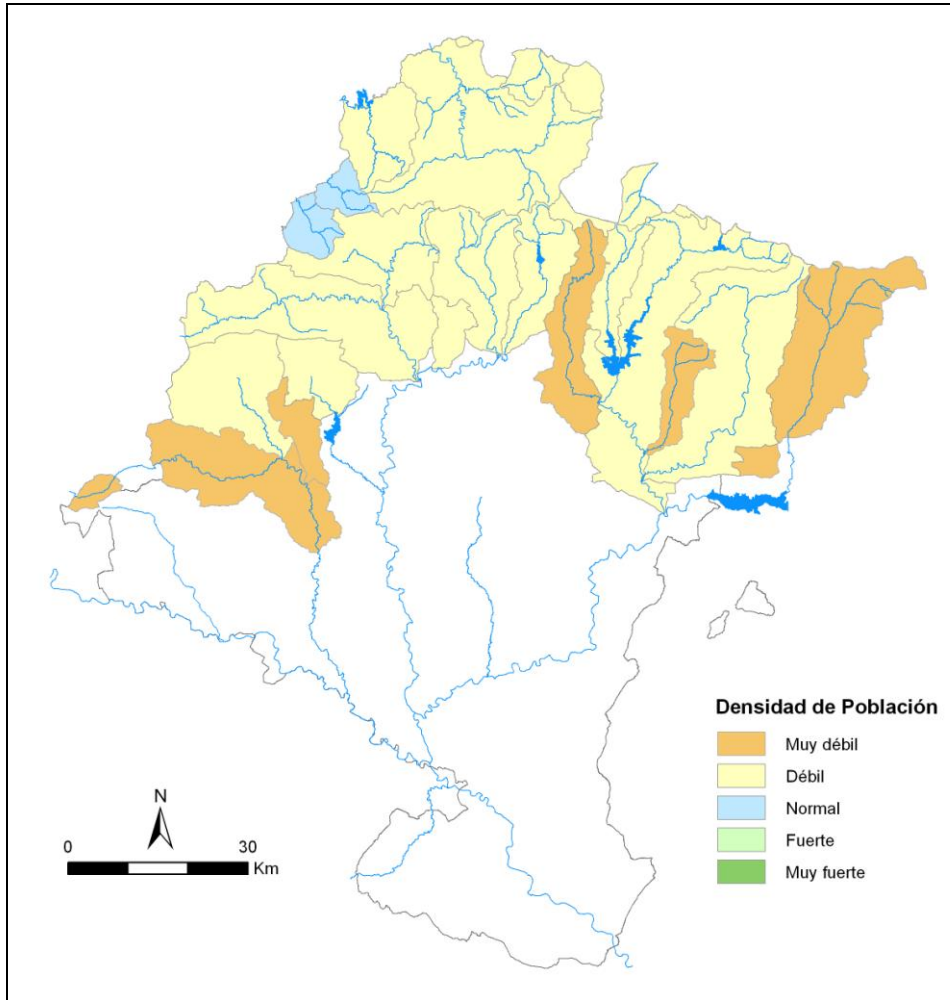 Densidad de Población
Muy débil
Débil
Normal
Fuerte
Muy fuerte
N
0 30
Km